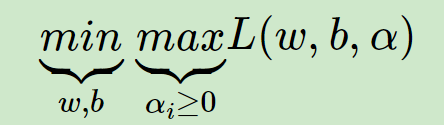 min max L(w, b, α)
w,b α_i≥0